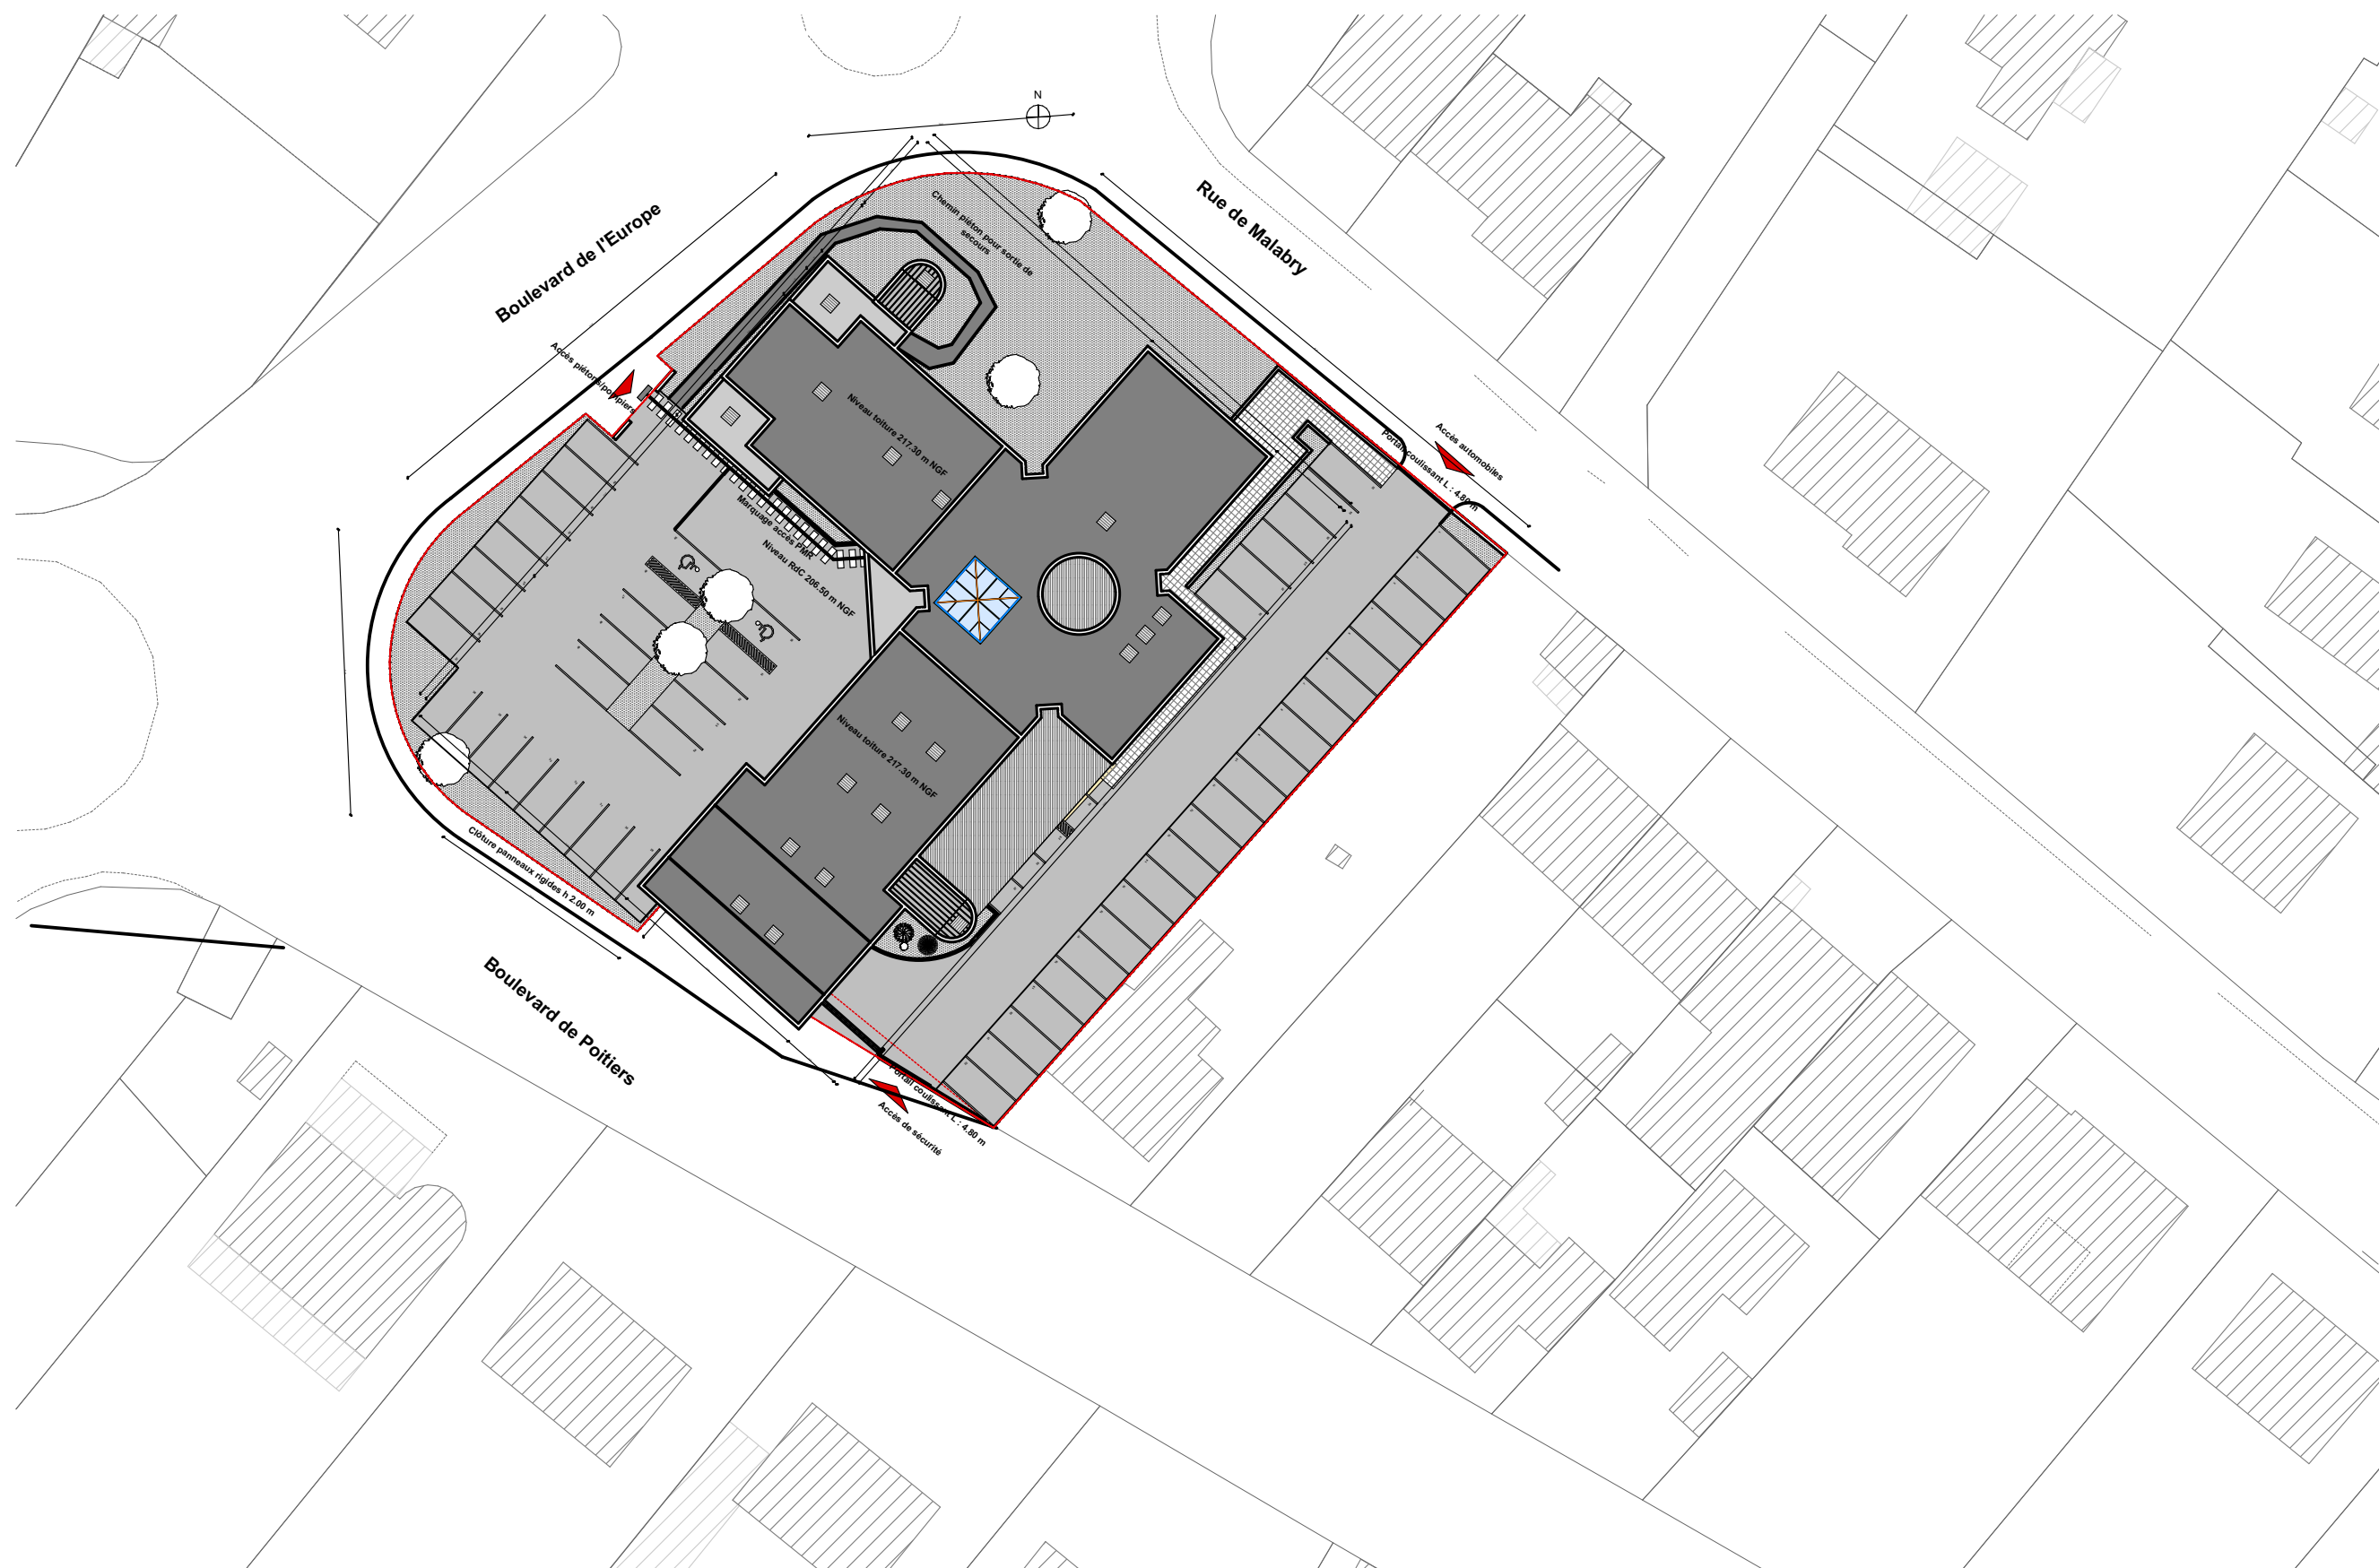 N
Rue de Malabry
Boulevard de l'Europe
Chemin piéton pour sortie de
secours
Accès piétons/pompiers
Niveau toiture 217.30 m NGF
Portail coulissant L : 4.80 m
Accès automobiles
Marquage accès PMR
Niveau RdC 206.50 m NGF
Niveau toiture 217.30 m NGF
Clôture panneaux rigides h 2.00 m
Boulevard de Poitiers
Portail coulissant L : 4.80 m
Accès de sécurité